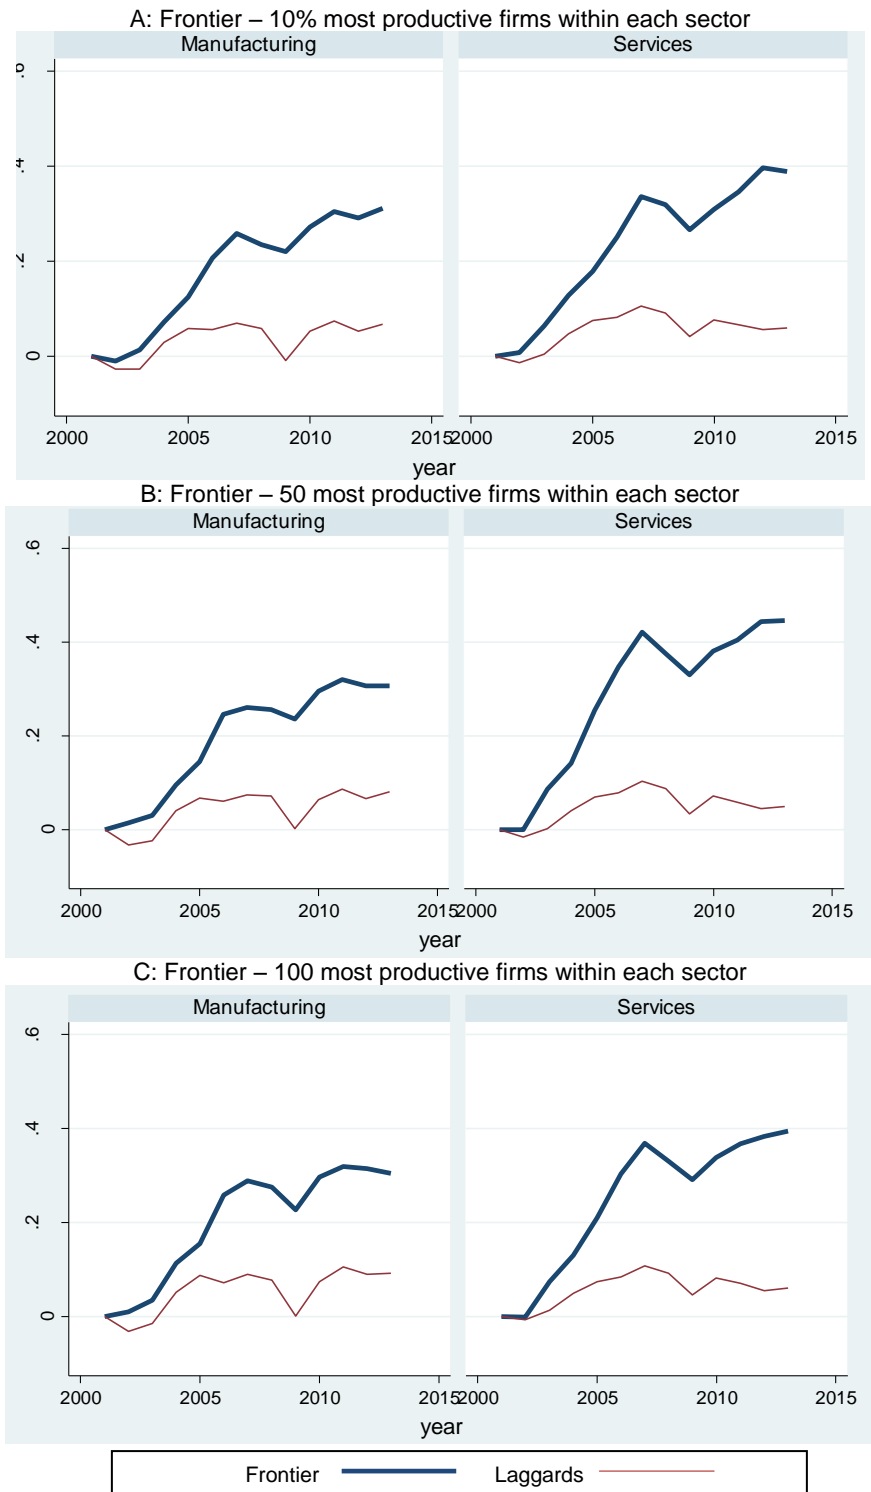 A: Frontier – 10% most productive firms within each sector
Manufacturing Services
.6
.4
.2
0
2000 2005 2010 2015 2000 2005 2010 2015
year
B: Frontier – 50 most productive firms within each sector
Manufacturing Services
.6
.4
.2
0
2000 2005 2010 2015 2000 2005 2010 2015
year
C: Frontier – 100 most productive firms within each sector
Manufacturing Services
.6
.4
.2
0
2000 2005 2010 2015 2000 2005 2010 2015
year
Frontier Laggards